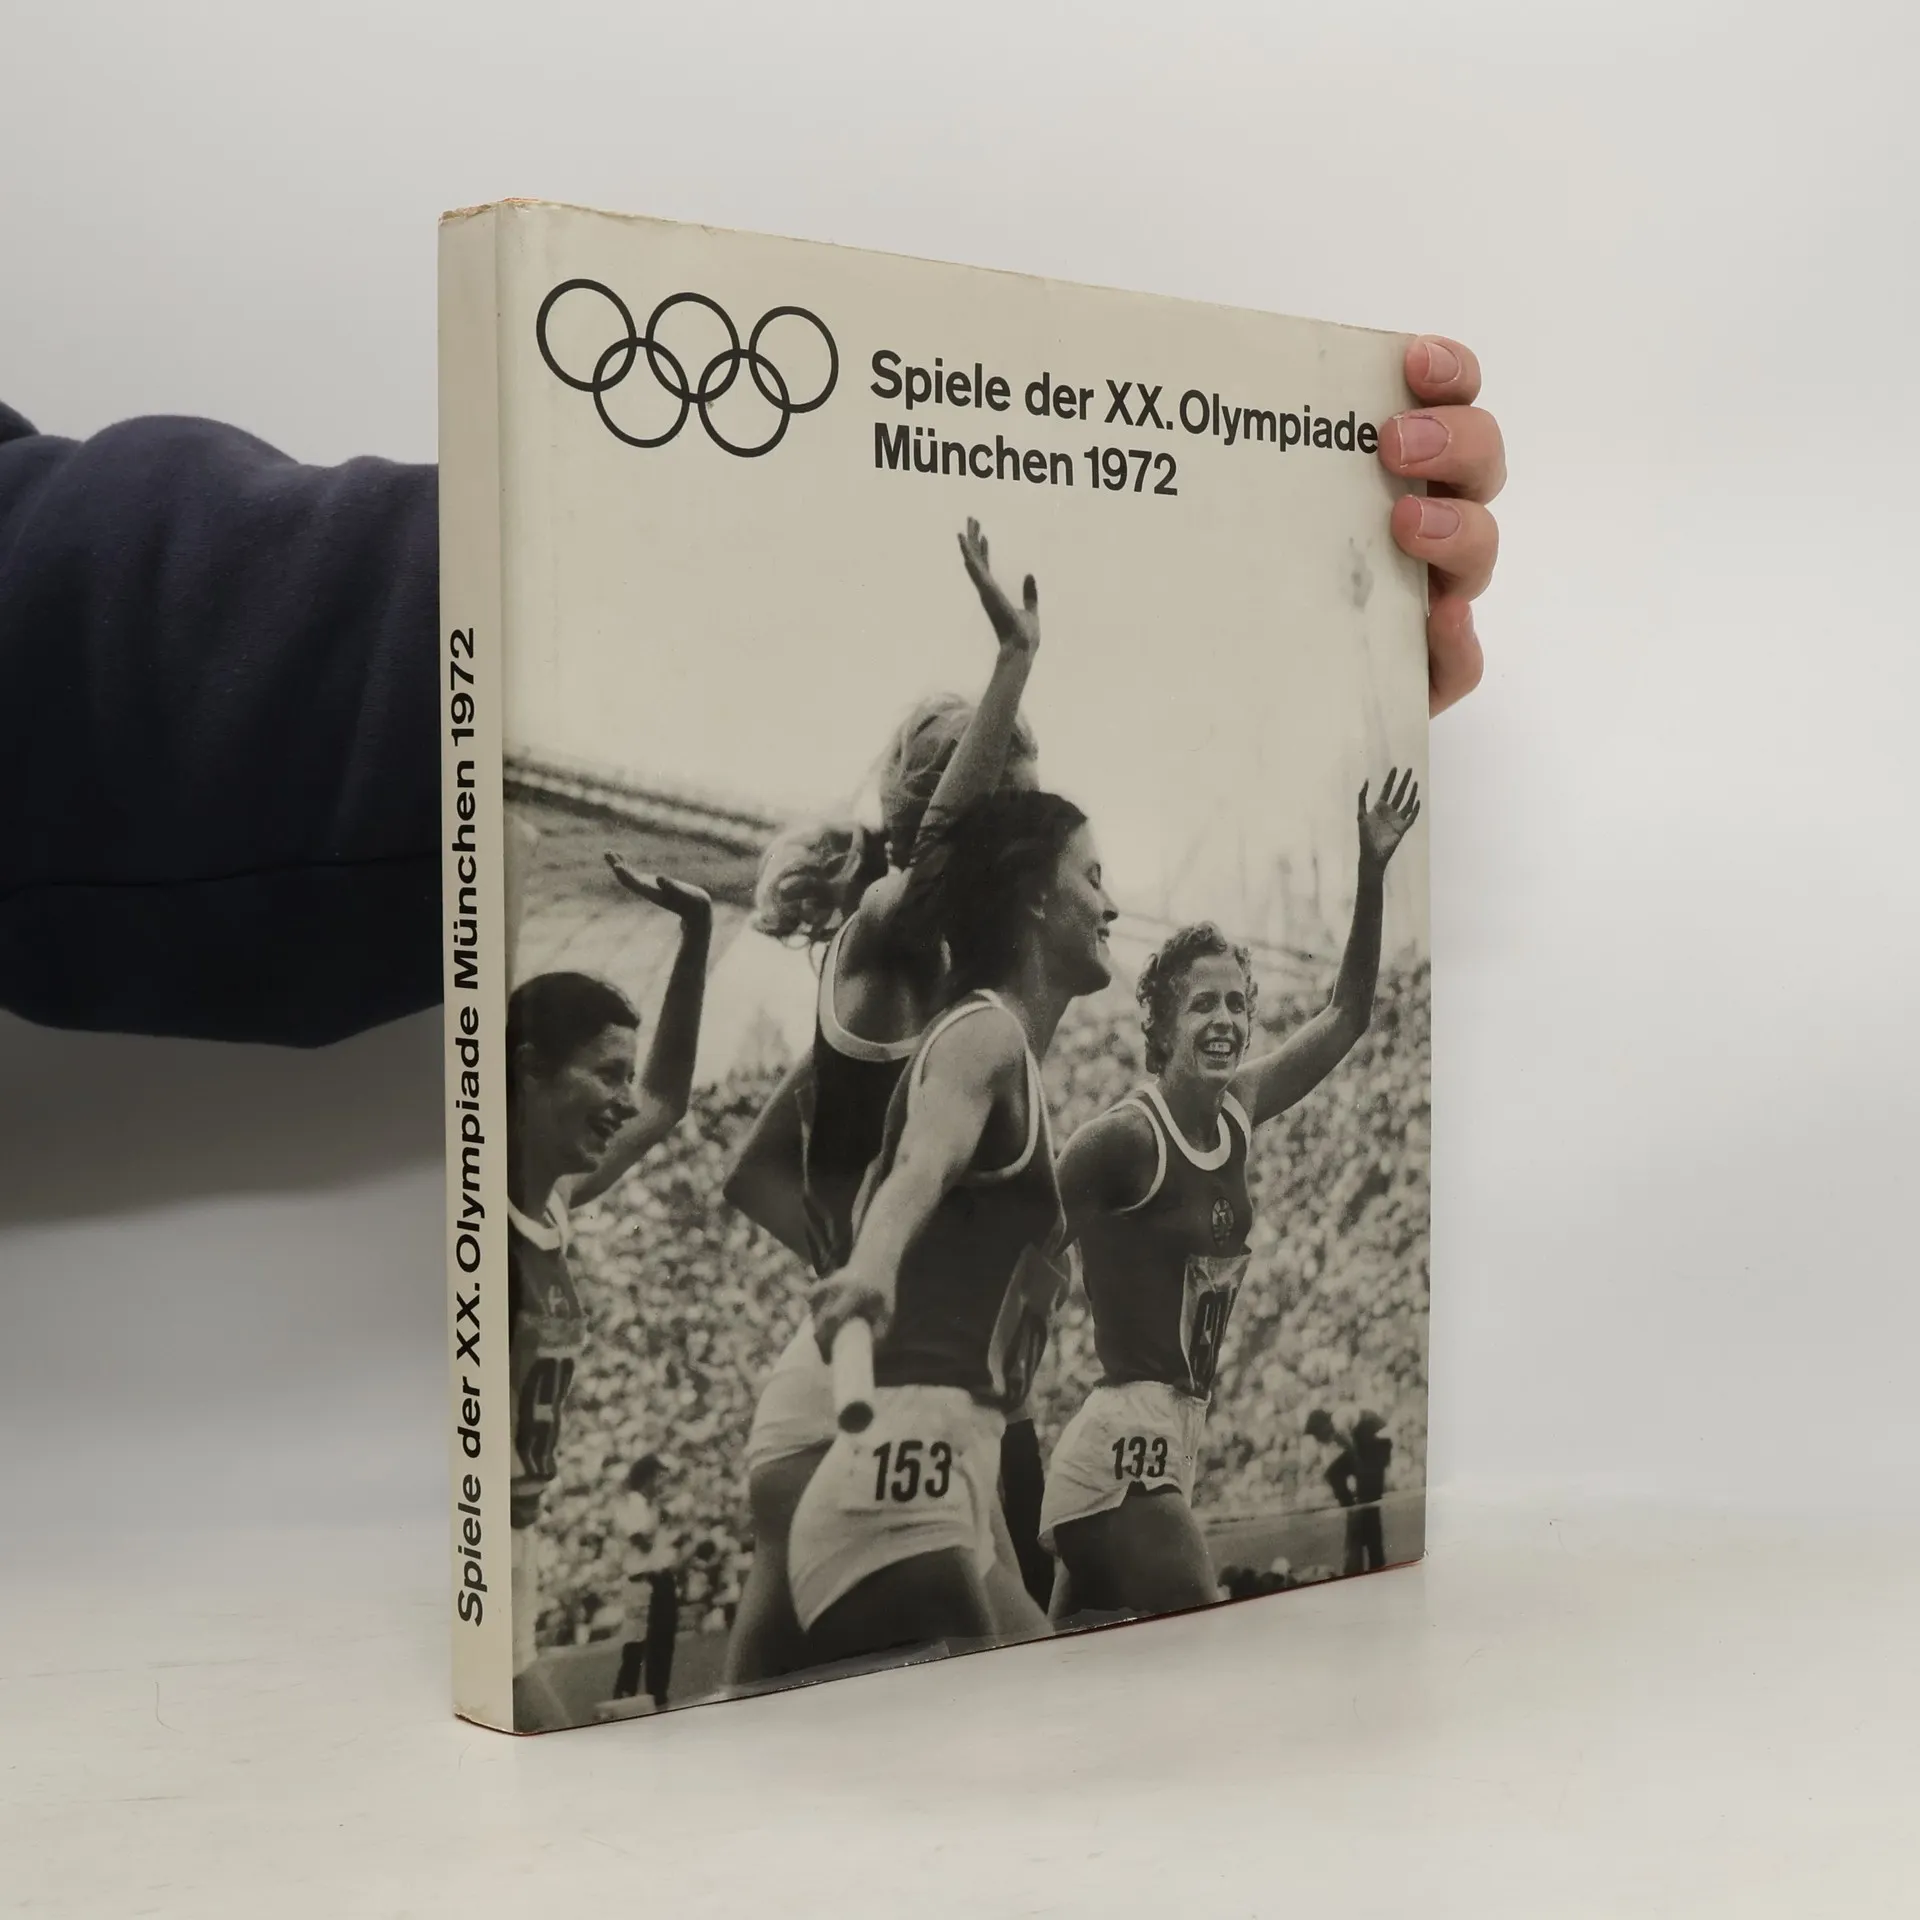 Spiele der XX. Olympiade
München 1972
Spiele der XX. Olympiade München 1972
153
133